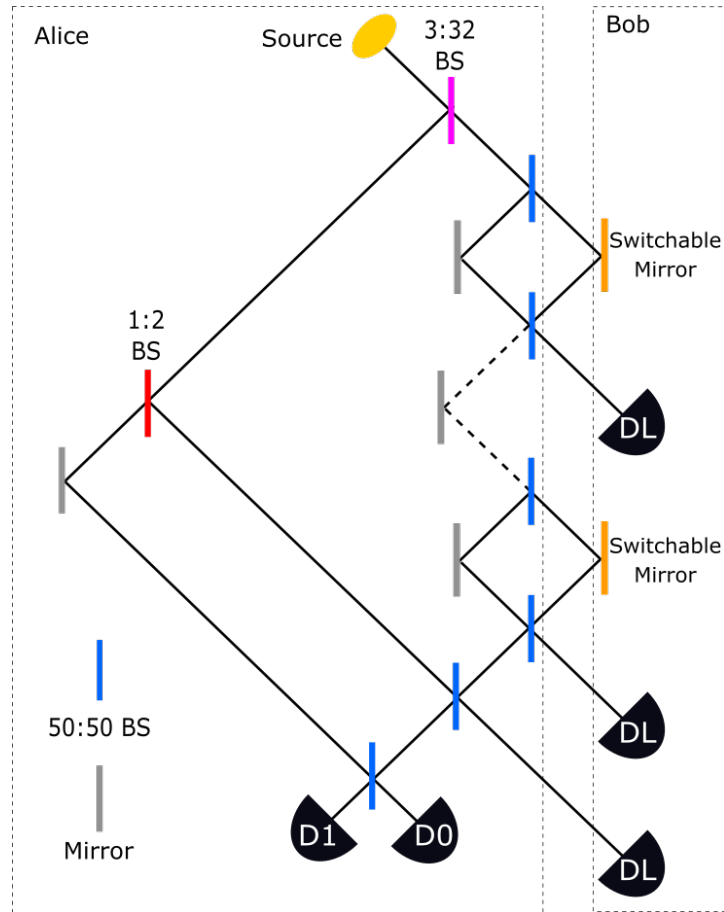 Alice
Source
3:32
BS
Bob
Switchable
Mirror
1:2
BS
DL
Switchable
Mirror
50:50 BS
DL
Mirror
D1
D0
DL